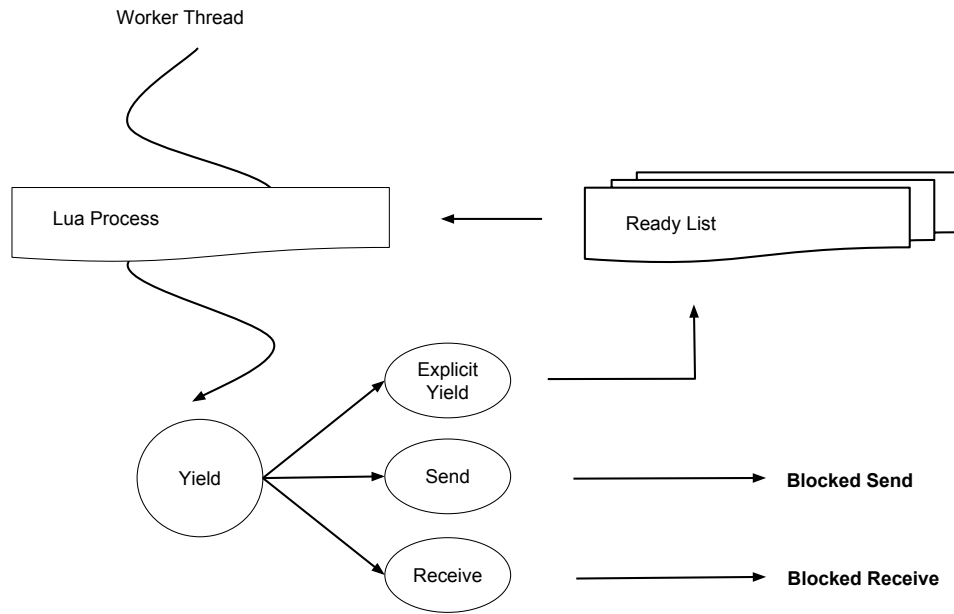 Worker Thread
Lua Process
Ready List
Explicit
Yield
Yield
Send
Blocked Send
Receive
Blocked Receive